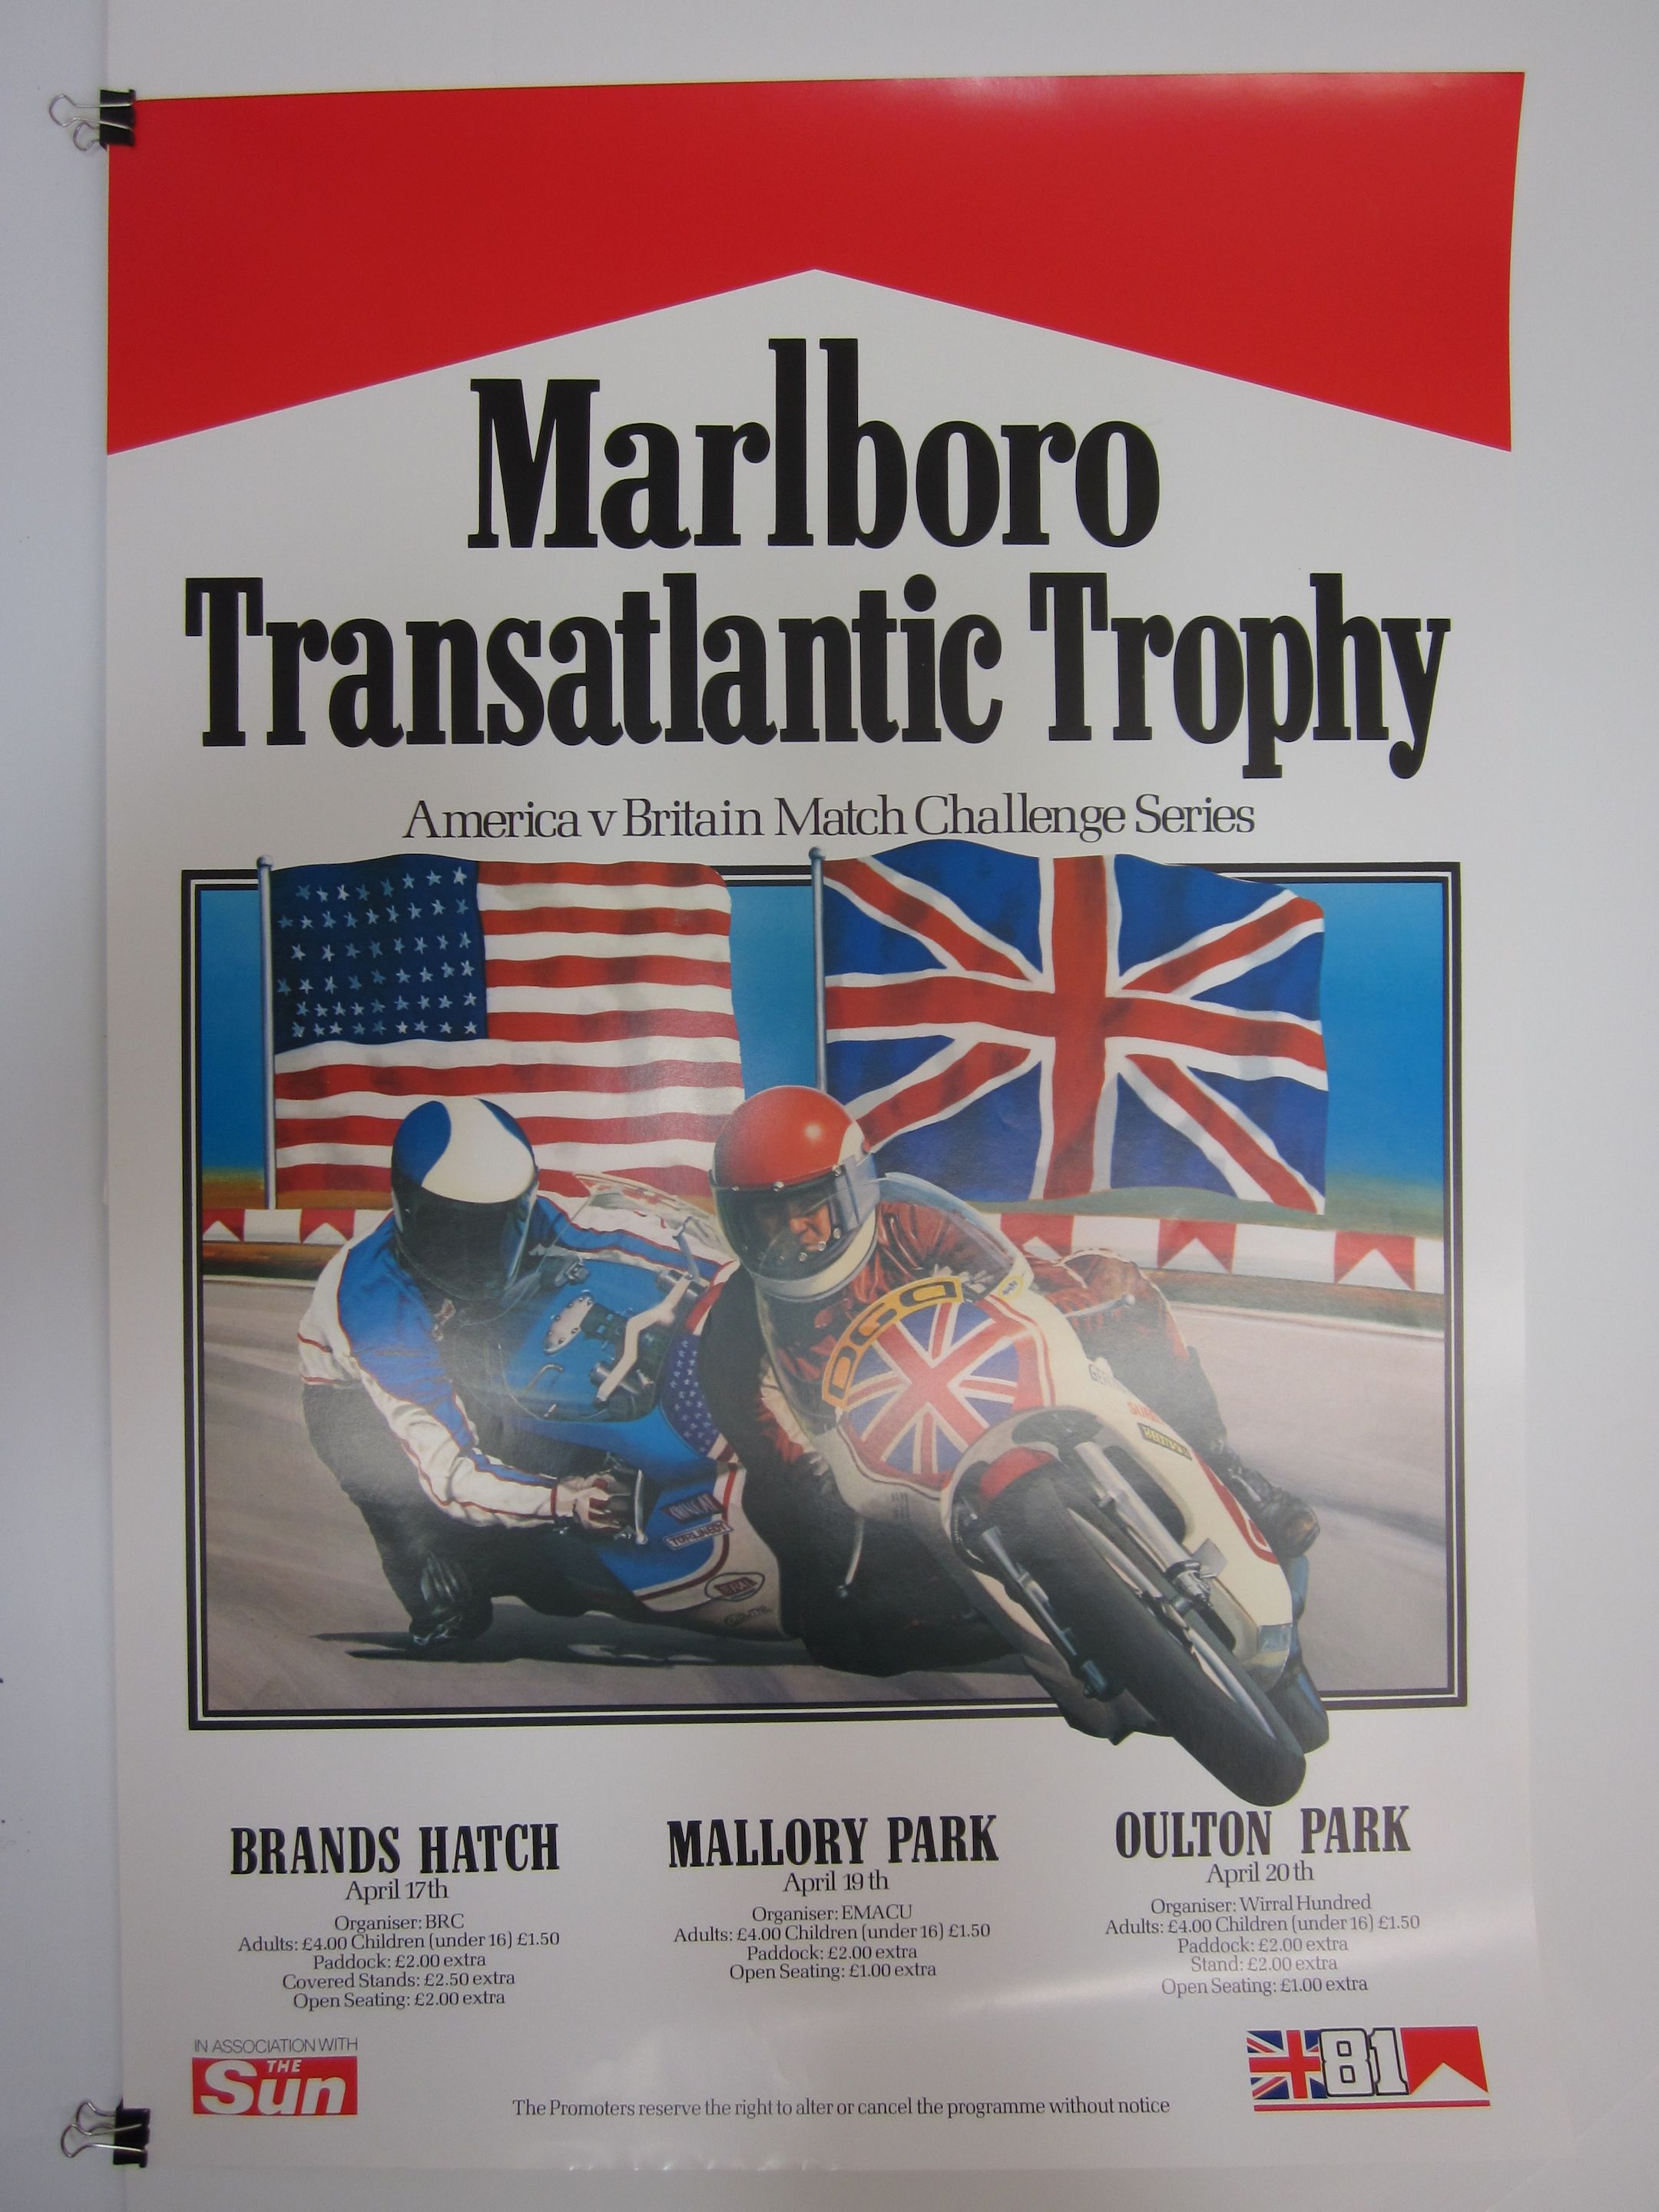 Marlboro
Transatlantic Trophy
America v Britain Match Challenge Series
DGD
BRANDS HATCH
April 17th
Organiser: BRC
Adults: £4.00 Children (under 16) £1.50
Paddock: £2.00 extra
Covered Stands: £2.50 extra
Open Seating: £2.00 extra
MALLORY PARK
April 19th
Organiser: EMACU
Adults: £4.00 Children (under 16) £1.50
Paddock: £2.00 extra
Open Seating: £1.00 extra
OULTON PARK
April 20th
Organiser: Wirral Hundred
Adults: £4.00 Children (under 16) £1.50
Paddock: £2.00 extra
Stand: £2.00 extra
Open Seating: £1.00 extra
IN ASSOCIATION WITH
THE
Sun
The Promoters reserve the right to alter or cancel the programme without notice
81